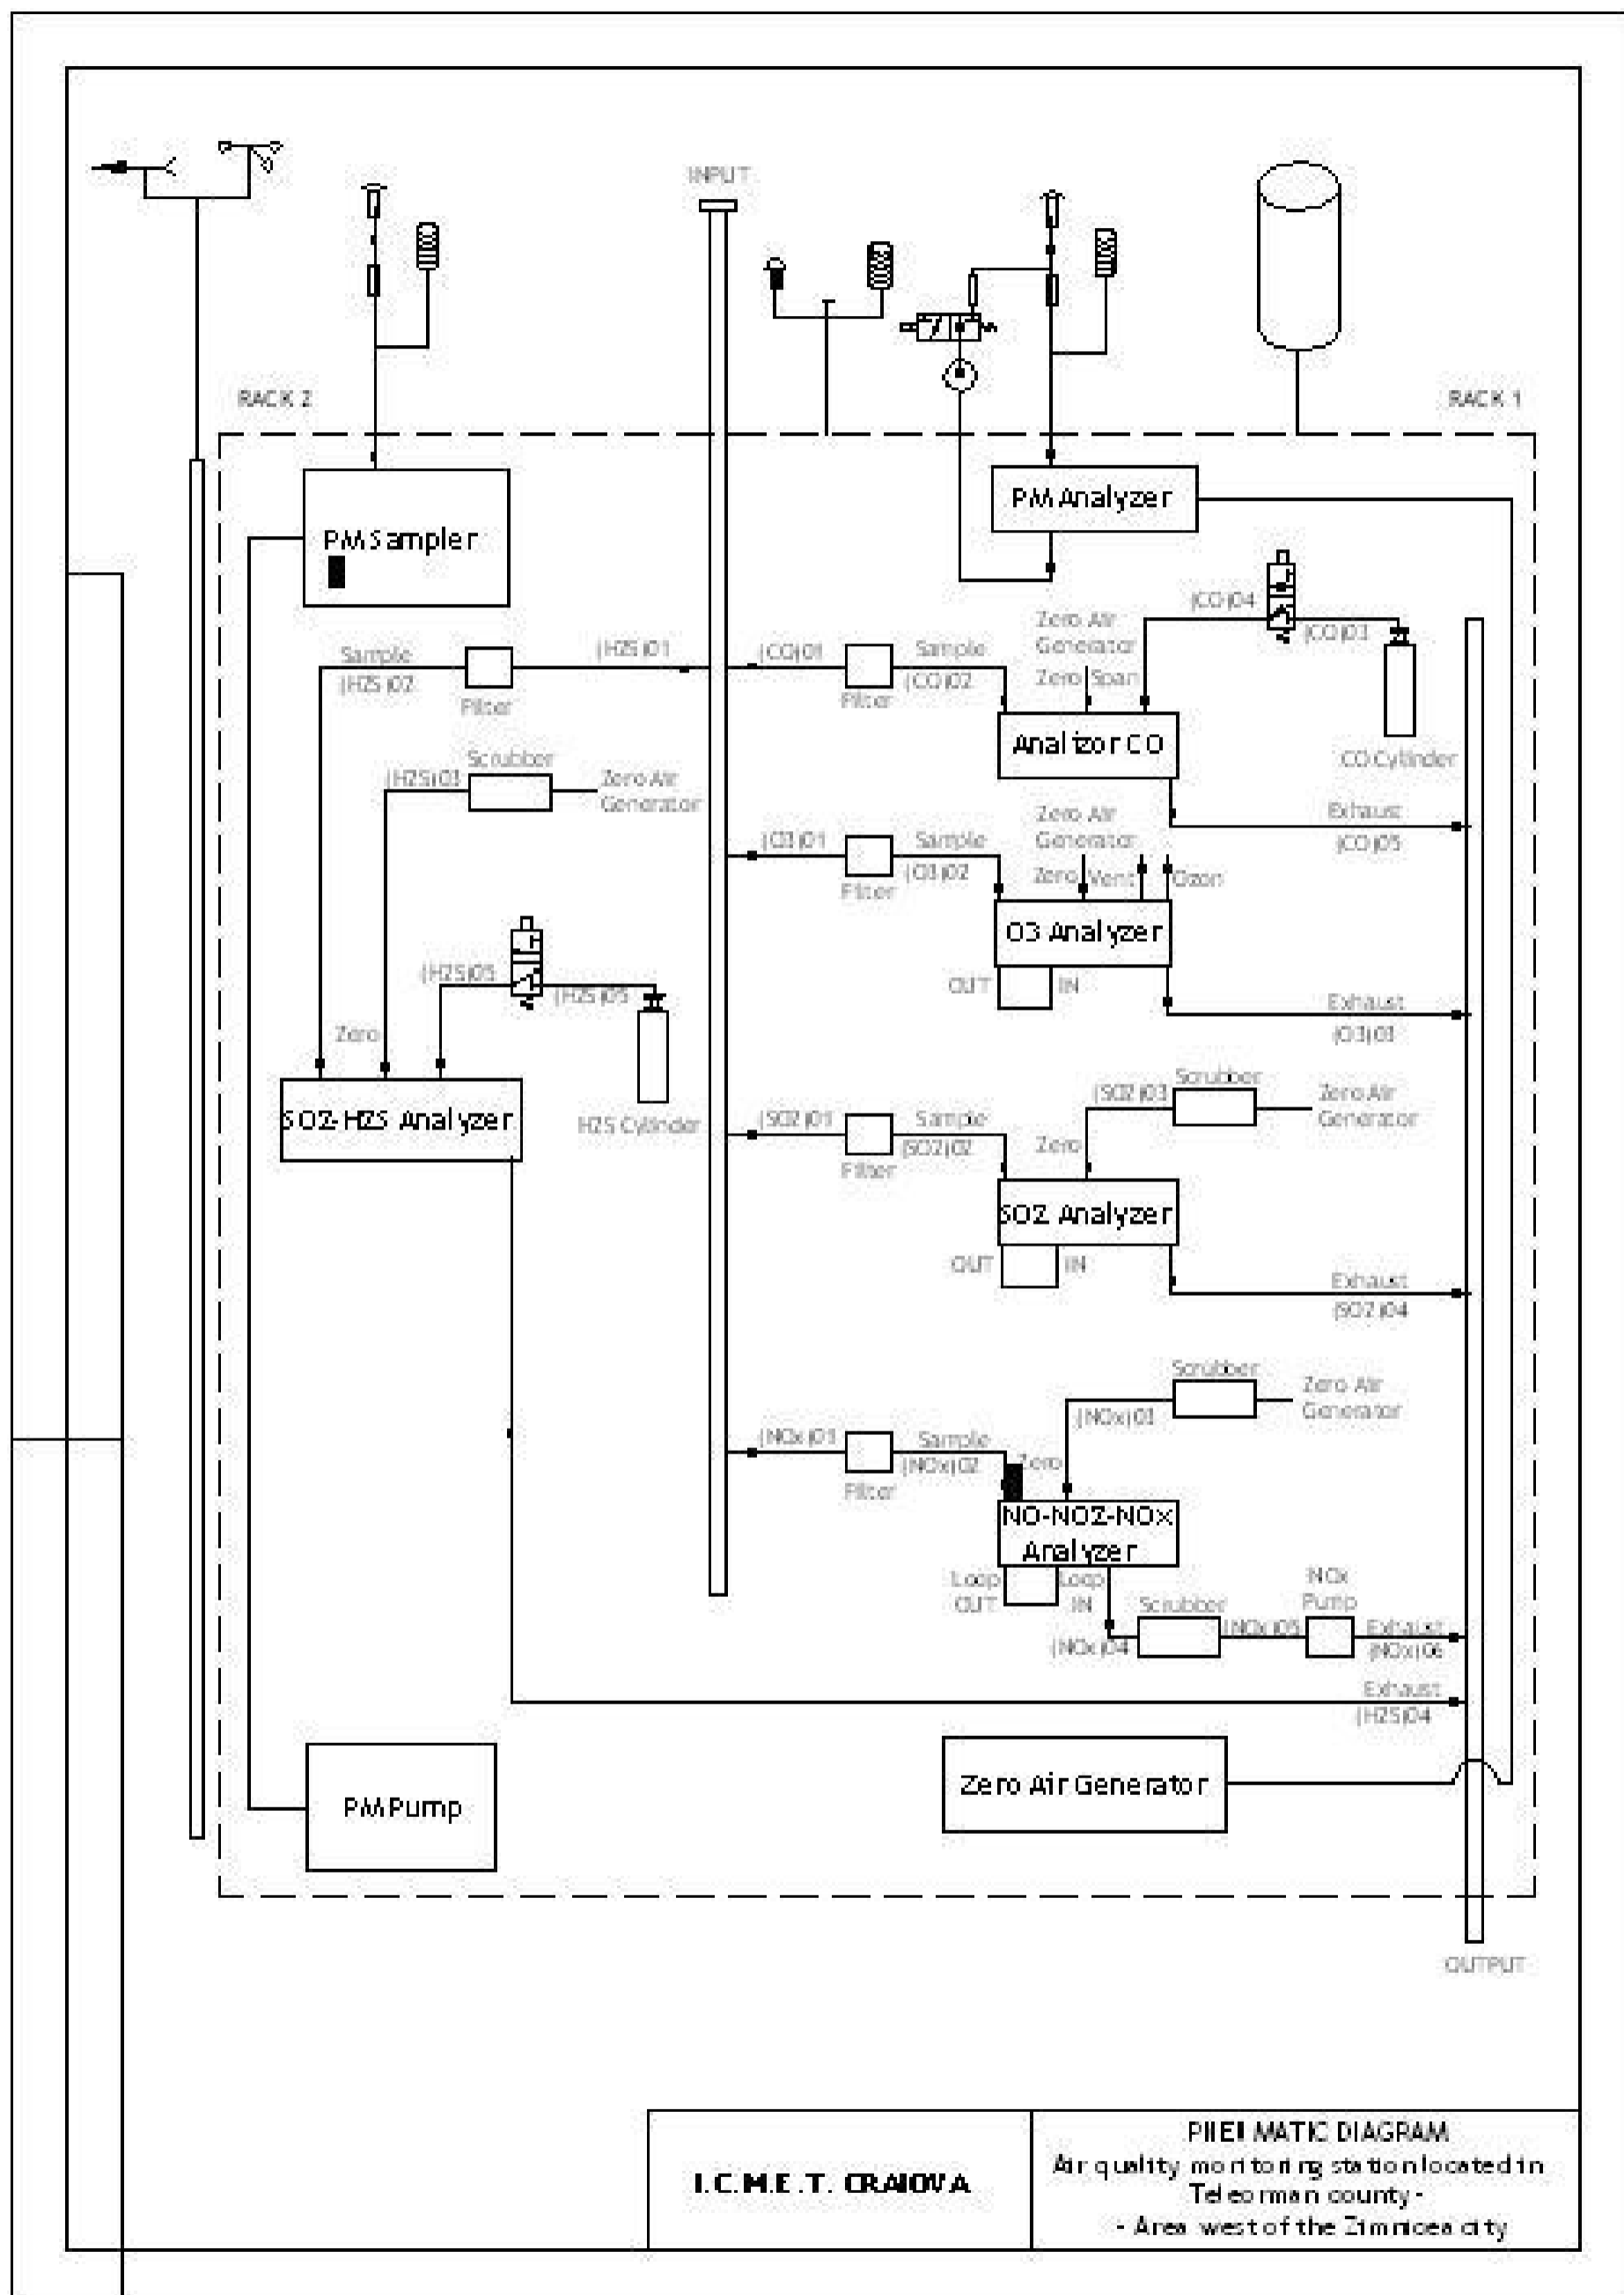 INPUT
RACK 2
RACK 1
PM Analyzer
PM Sampler
(CO)04
(CO)03
Zero Air
Generator
Zero Span
Sample
(H2S)02
Filter
(H2S)01
(CO)01
Filter
Sample
(CO)02
Analizor CO
CO Cylinder
Scrubber
(H2S)03
Zero Air
Generator
Exhaust
(CO)05
Zero Air
Generator
(O3)01
Filter
Sample
(O3)02
Zero
Vent
Ozon
O3 Analyzer
OUT
IN
(H2S)05
(H2S)05
Exhaust
(O3)03
Zero
SO2-H2S Analyzer
H2S Cylinder
Scrubber
(SO2)03
Zero Air
Generator
(SO2)01
Filter
Sample
(SO2)02
Zero
SO2 Analyzer
OUT
IN
Exhaust
(SO2)04
Scrubber
Zero Air
Generator
(NOx)03
(NOx)01
Filter
Sample
(NOx)02
Zero
NO-NO2-NOx
Analyzer
Loop
OUT
Loop
IN
NOx
Pump
Scrubber
(NOx)04
(NOx)05
Exhaust
(NOx)06
Exhaust
(H2S)04
Zero Air Generator
PM Pump
OUTPUT
I.C.M.E.T. CRAIOVA
PNEUMATIC DIAGRAM
Air quality monitoring station located in
Teleorman county -
- Area west of the Zimnicea city